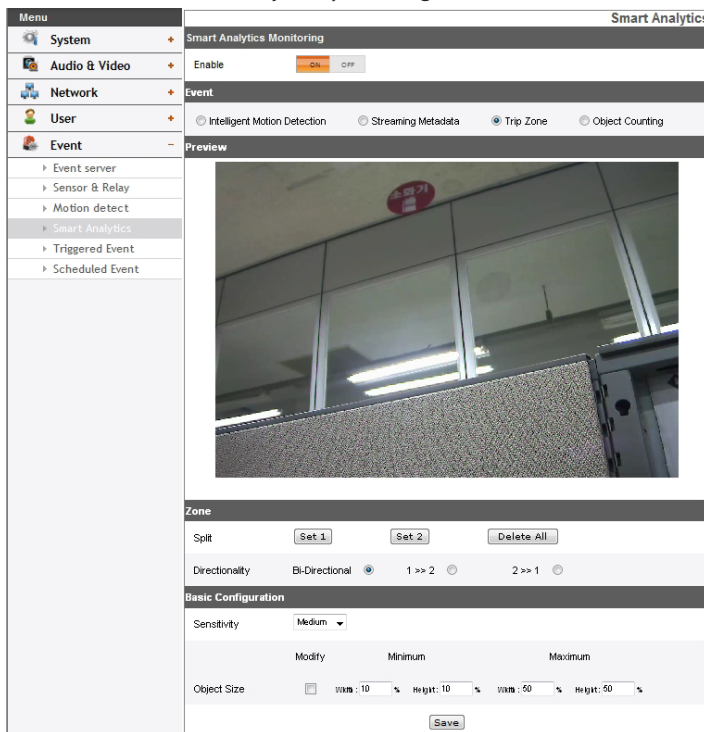 Menu
Smart Analytics
System +
Smart Analytics Monitoring
Audio & Video +
Enable ON OFF
Network +
Event
User +
Intelligent Motion Detection Streaming Metadata Trip Zone Object Counting
Event -
Preview
Event server
Sensor & Relay
Motion detect
Smart Analytics
Triggered Event
Scheduled Event
소화기
Zone
Split Set 1 Set 2 Delete All
Directionality Bi-Directional 1 >> 2 2 >> 1
Basic Configuration
Sensitivity Medium
Modify Minimum Maximum
Object Size Width : 10 % Height : 10 % Width : 50 % Height : 50 %
Save